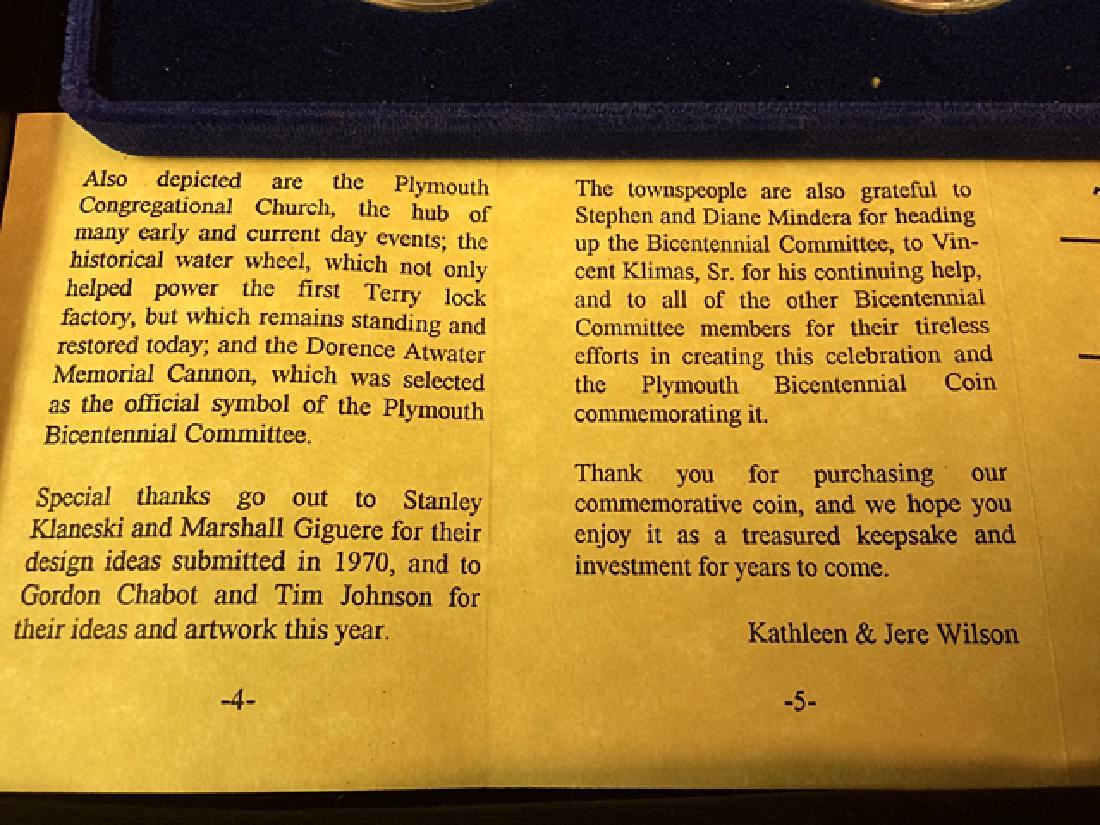 Also depicted are the Plymouth
Congregational Church, the hub of
many early and current day events; the
historical water wheel, which not only
helped power the first Terry lock
factory, but which remains standing and
restored today; and the Dorence Atwater
Memorial Cannon, which was selected
as the official symbol of the Plymouth
Bicentennial Committee.
Special thanks go out to Stanley
Klaneski and Marshall Giguere for their
design ideas submitted in 1970, and to
Gordon Chabot and Tim Johnson for
their ideas and artwork this year.
-4-
The townspeople are also grateful to
Stephen and Diane Mindera for heading
up the Bicentennial Committee, to Vin-
cent Klimas, Sr. for his continuing help,
and to all of the other Bicentennial
Committee members for their tireless
efforts in creating this celebration and
the Plymouth Bicentennial Coin
commemorating it.
Thank you for purchasing our
commemorative coin, and we hope you
enjoy it as a treasured keepsake and
investment for years to come.
Kathleen & Jere Wilson
-5-